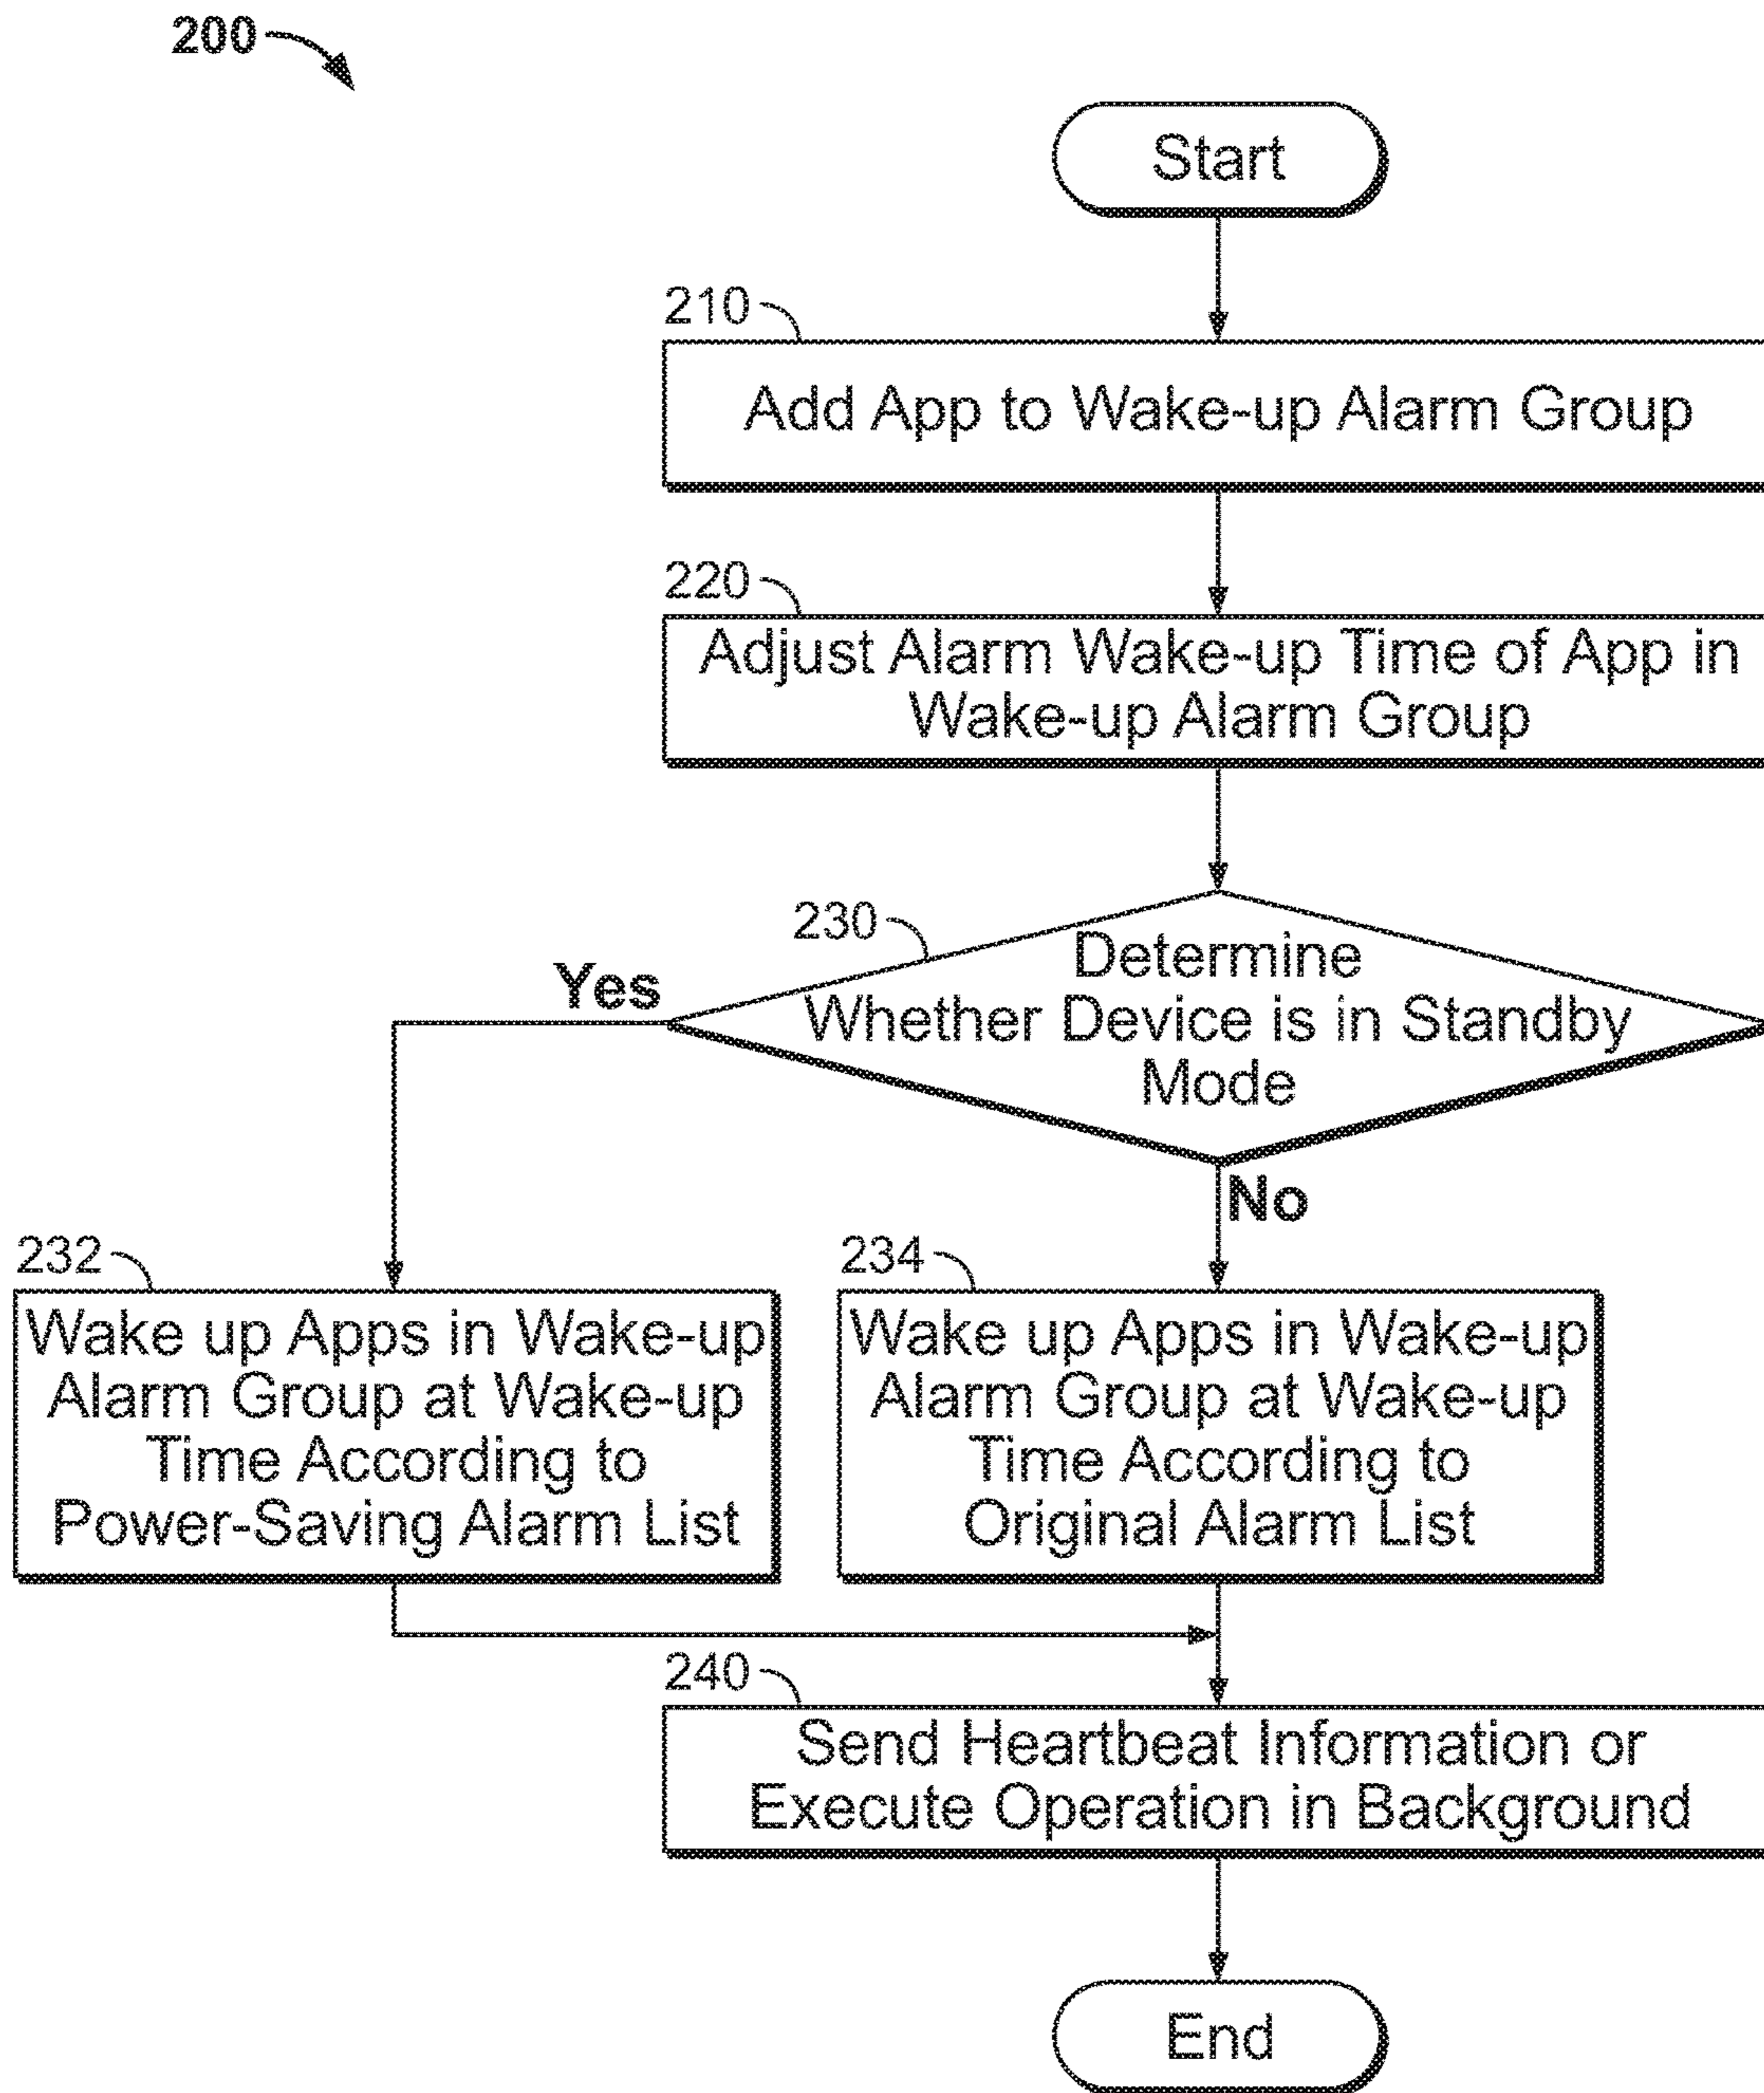 200
Start
210
Add App to Wake-up Alarm Group
220
Adjust Alarm Wake-up Time of App in
Wake-up Alarm Group
230
Determine
Whether Device is in Standby
Mode
Yes
No
232
Wake up Apps in Wake-up
Alarm Group at Wake-up
Time According to
Power-Saving Alarm List
234
Wake up Apps in Wake-up
Alarm Group at Wake-up
Time According to
Original Alarm List
240
Send Heartbeat Information or
Execute Operation in Background
End